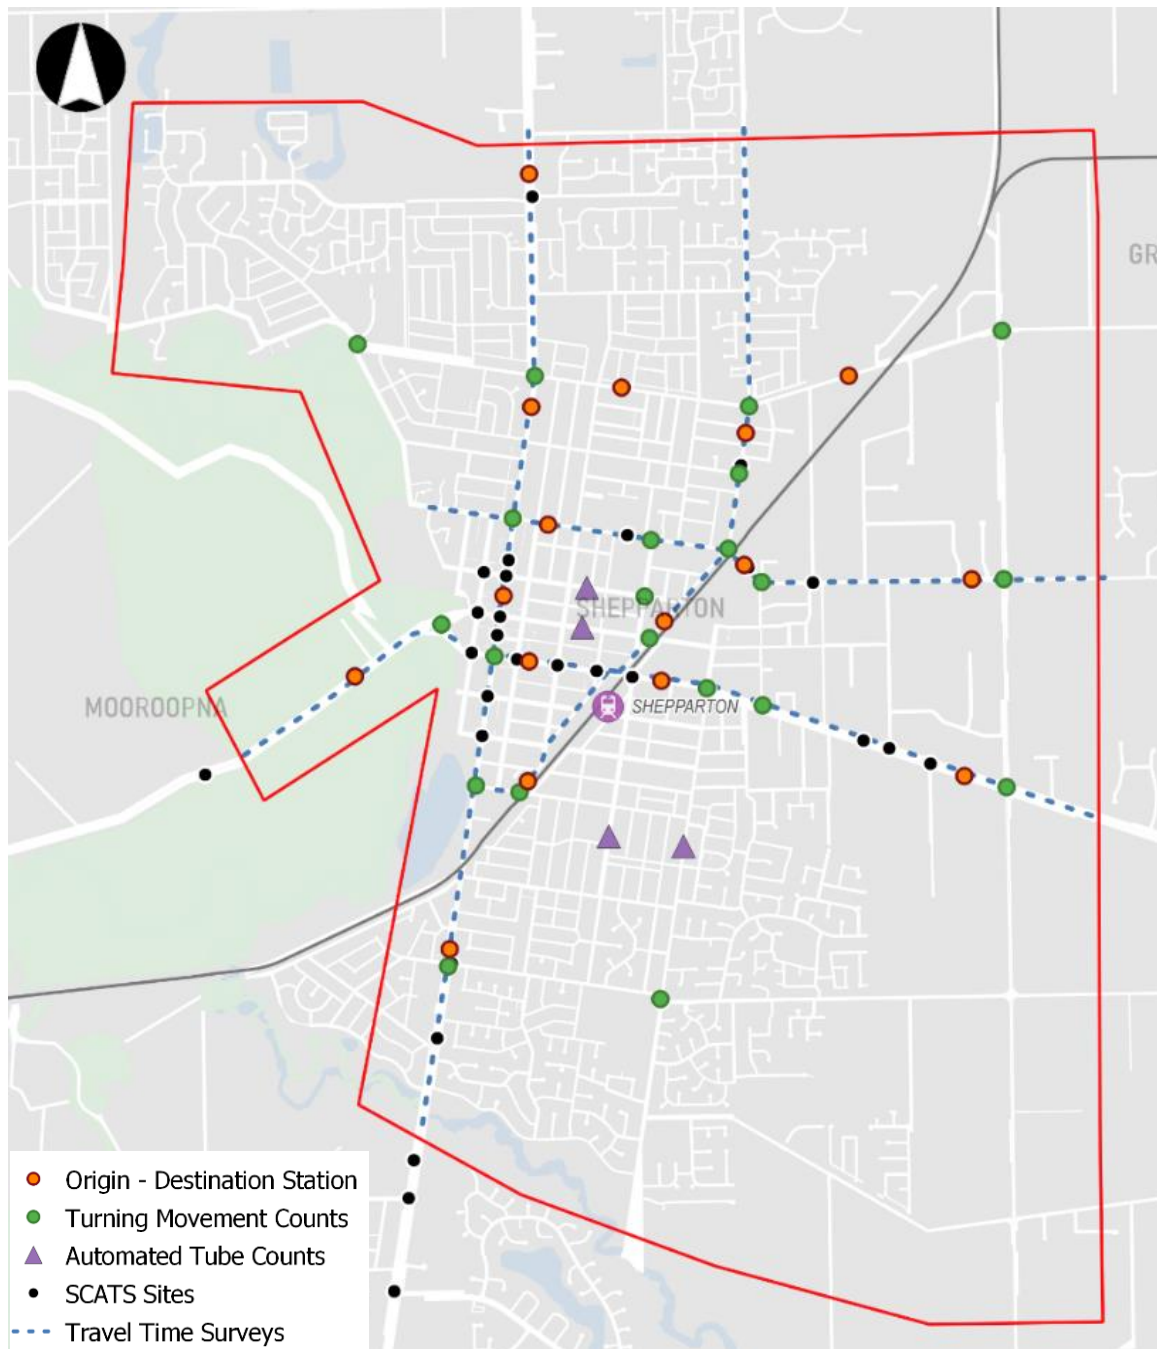 GR
SHEPPARTON
MOOROOPNA
SHEPPARTON
Origin - Destination Station
Turning Movement Counts
Automated Tube Counts
SCATS Sites
Travel Time Surveys